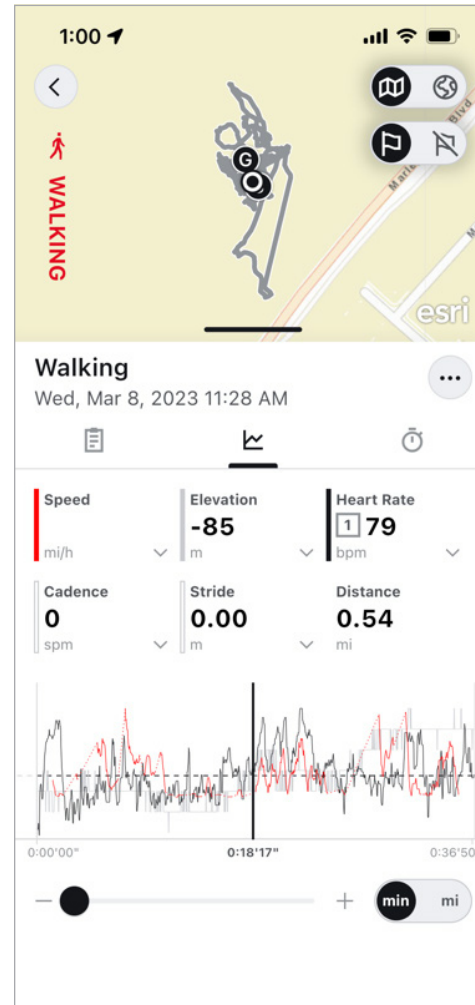 1:00
WALKING
G
Marie
Blvd
esri
Walking
Wed, Mar 8, 2023 11:28 AM
Speed
Elevation
Heart Rate
-85
1 79
mi/h
m
bpm
Cadence
Stride
Distance
0
0.00
0.54
spm
m
mi
0:00'00"
0:18'17"
0:36'50
min
mi